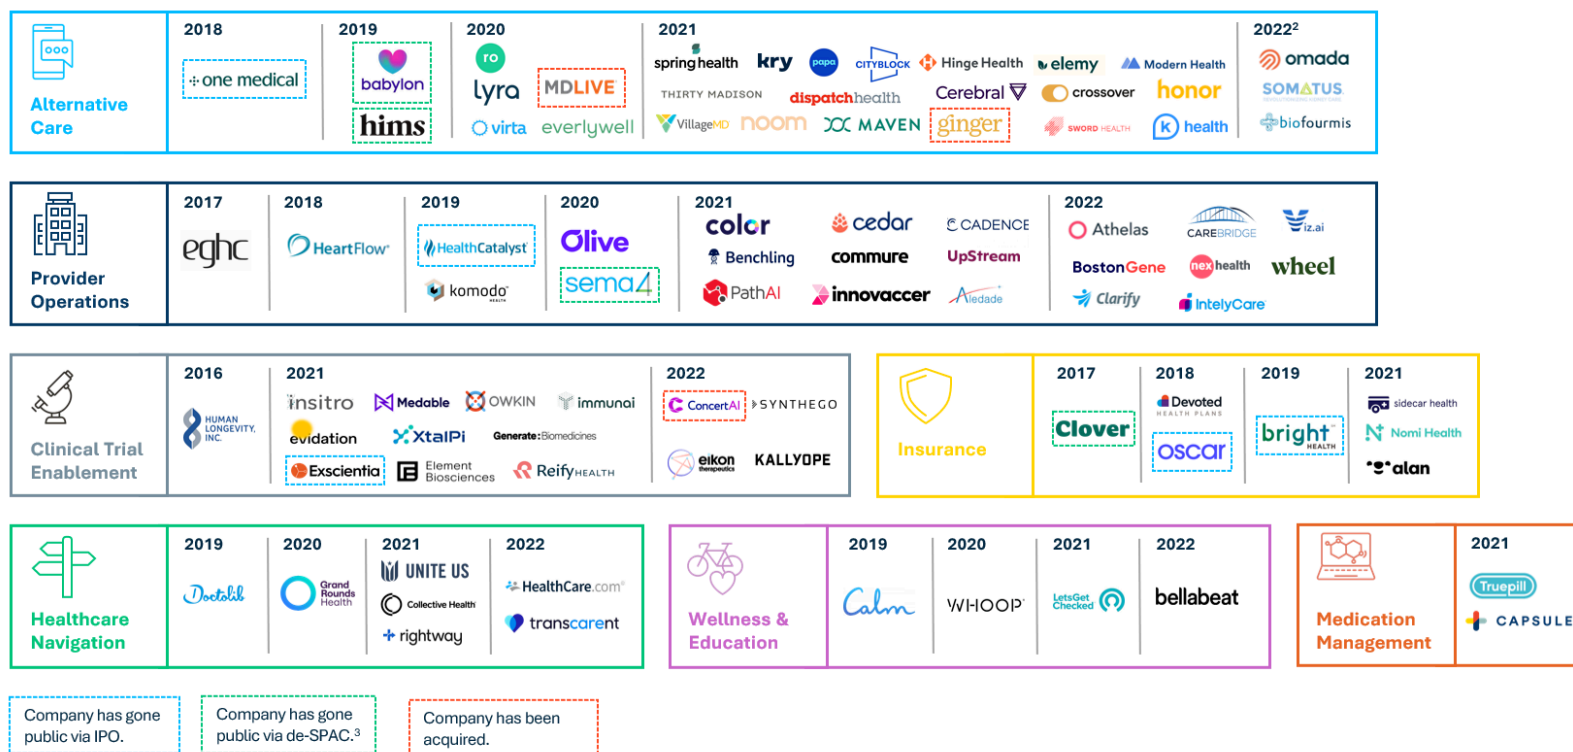 Alternative
Care
2018
one medical
2019
babylon
hims
2020
ro
lyra
MDLIVE
virta
everlywell
2021
spring health
kry
papa
CITYBLOCK
Hinge Health
elemy
Modern Health
THIRTY MADISON
dispatchhealth
Cerebral
crossover
honor
VillageMD
noom
MAVEN
ginger
SWORD HEALTH
K health
2022²
omada
SOMATUS
biofourmis
Provider
Operations
2017
eghc
2018
HeartFlow
2019
HealthCatalyst
komodo
HEALTH
2020
Olive
sema4
2021
color
cedar
CADENCE
Benchling
commure
UpStream
PathAI
innovaccer
Aledade
2022
Athelas
CAREBRIDGE
Viz.ai
BostonGene
nexhealth
wheel
Clarify
IntelyCare
Clinical Trial
Enablement
2016
HUMAN
LONGEVITY,
INC.
2021
insitro
Medable
OWKIN
immunai
evidation
XtalPi
Generate:Biomedicines
Exscientia
Element
Biosciences
Reify HEALTH
2022
ConcertAI
SYNTHEGO
eikon
therapeutics
KALLYOPE
Insurance
2017
Clover
2018
Devoted
HEALTH PLANS
oscar
2019
bright
HEALTH
2021
sidecar health
Nomi Health
alan
Healthcare
Navigation
2019
Doctolib
2020
Grand
Rounds
Health
2021
UNITE US
Collective Health
rightway
2022
HealthCare.com®
transcarent
Wellness &
Education
2019
Calm
2020
WHOOP
2021
LetsGet
Checked
2022
bellabeat
Medication
Management
2021
Truepill
CAPSULE
Company has gone
public via IPO.
Company has gone
public via de-SPAC.³
Company has been
acquired.